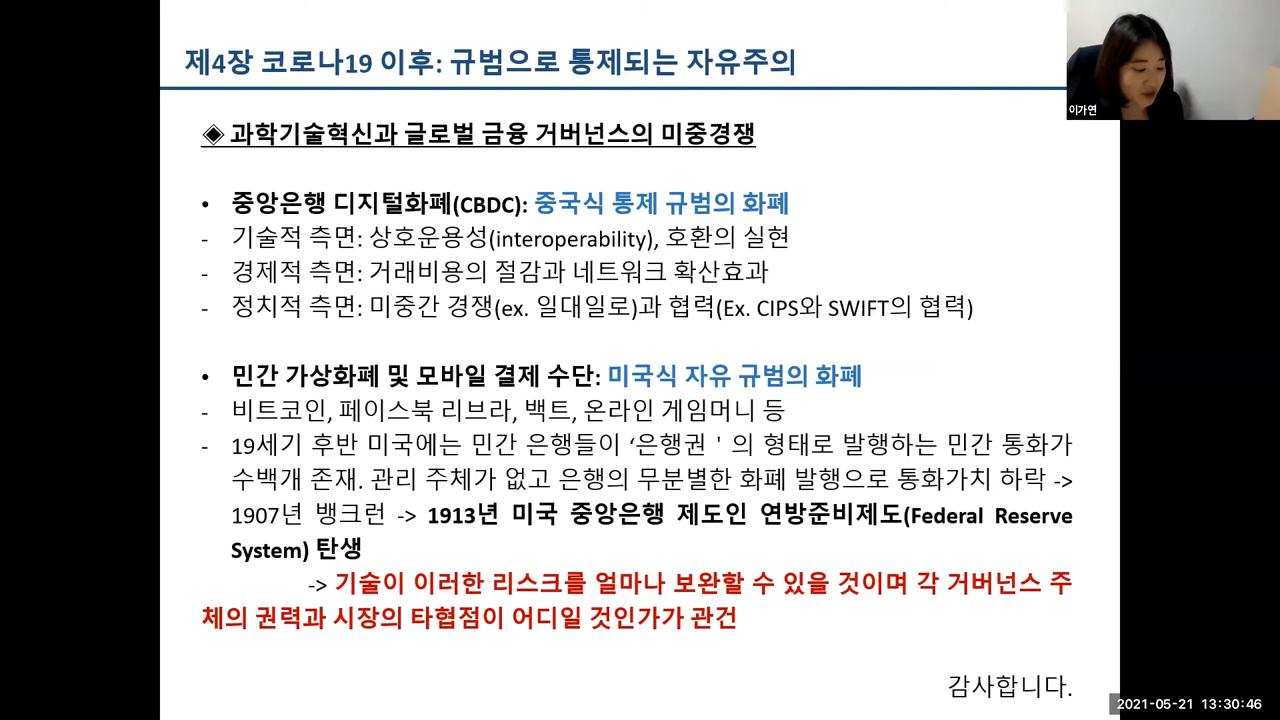 제4장 코로나19 이후: 규범으로 통제되는 자유주의
이가연
◈ 과학기술혁신과 글로벌 금융 거버넌스의 미중경쟁
• 중앙은행 디지털화폐(CBDC): 중국식 통제 규범의 화폐
- 기술적 측면: 상호운용성(interoperability), 호환의 실현
- 경제적 측면: 거래비용의 절감과 네트워크 확산효과
- 정치적 측면: 미중간 경쟁(ex. 일대일로)과 협력(Ex. CIPS와 SWIFT의 협력)
• 민간 가상화폐 및 모바일 결제 수단: 미국식 자유 규범의 화폐
- 비트코인, 페이스북 리브라, 백트, 온라인 게임머니 등
- 19세기 후반 미국에는 민간 은행들이 ‘은행권 ' 의 형태로 발행하는 민간 통화가
수백개 존재. 관리 주체가 없고 은행의 무분별한 화폐 발행으로 통화가치 하락 ->
1907년 뱅크런 -> 1913년 미국 중앙은행 제도인 연방준비제도(Federal Reserve
System) 탄생
-> 기술이 이러한 리스크를 얼마나 보완할 수 있을 것이며 각 거버넌스 주
체의 권력과 시장의 타협점이 어디일 것인가가 관건
감사합니다.
2021-05-21 13:30:46